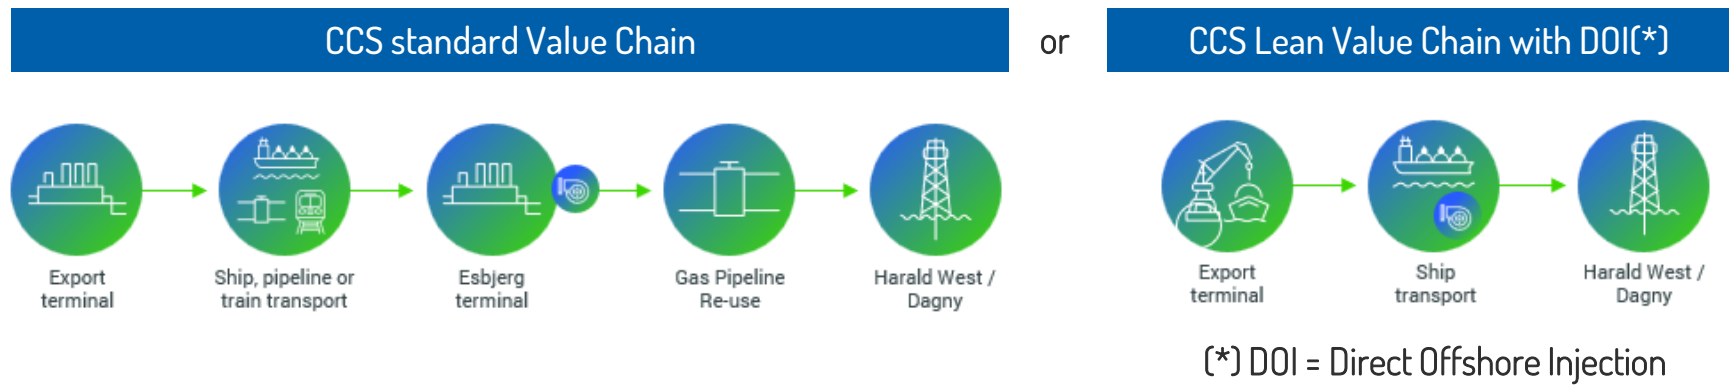 CCS standard Value Chain
or
CCS Lean Value Chain with DOI(*)
Export
terminal
Ship, pipeline or
train transport
Esbjerg
terminal
Gas Pipeline
Re-use
Harald West /
Dagny
Export
terminal
Ship
transport
Harald West /
Dagny
(*) DOI = Direct Offshore Injection